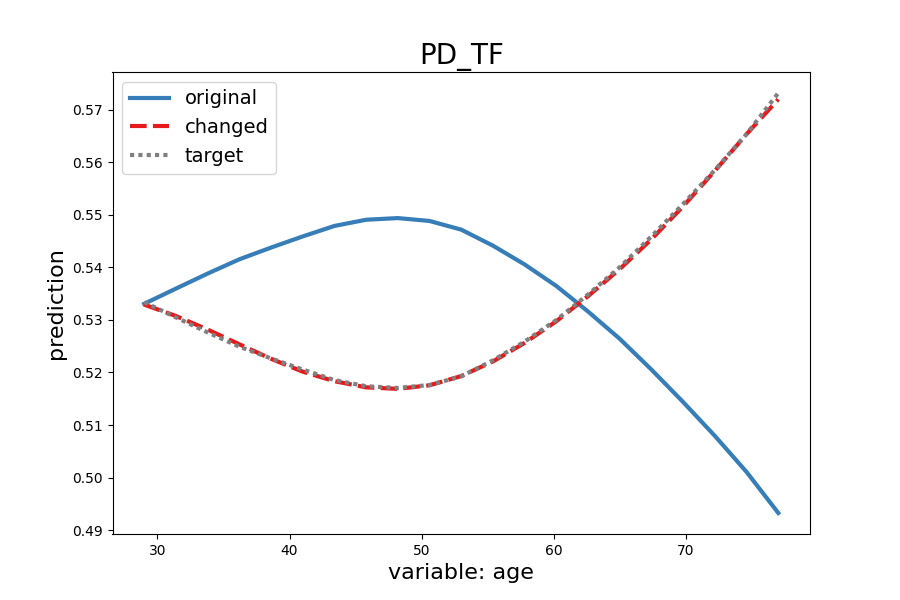 PD_TF
original
changed
target
prediction
0.57
0.56
0.55
0.54
0.53
0.52
0.51
0.50
0.49
30 40 50 60 70
variable: age